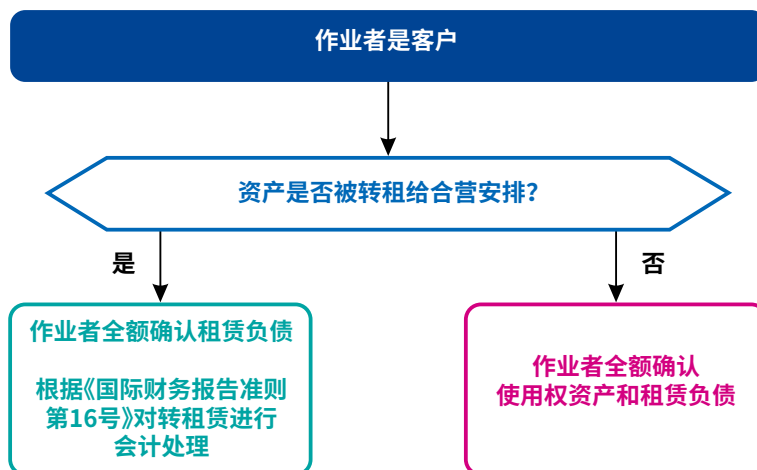 作业者是客户
资产是否被转租给合营安排?
是
否
作业者全额确认租赁负债
根据《国际财务报告准则
第16号》对转租赁进行
会计处理
作业者全额确认
使用权资产和租赁负债